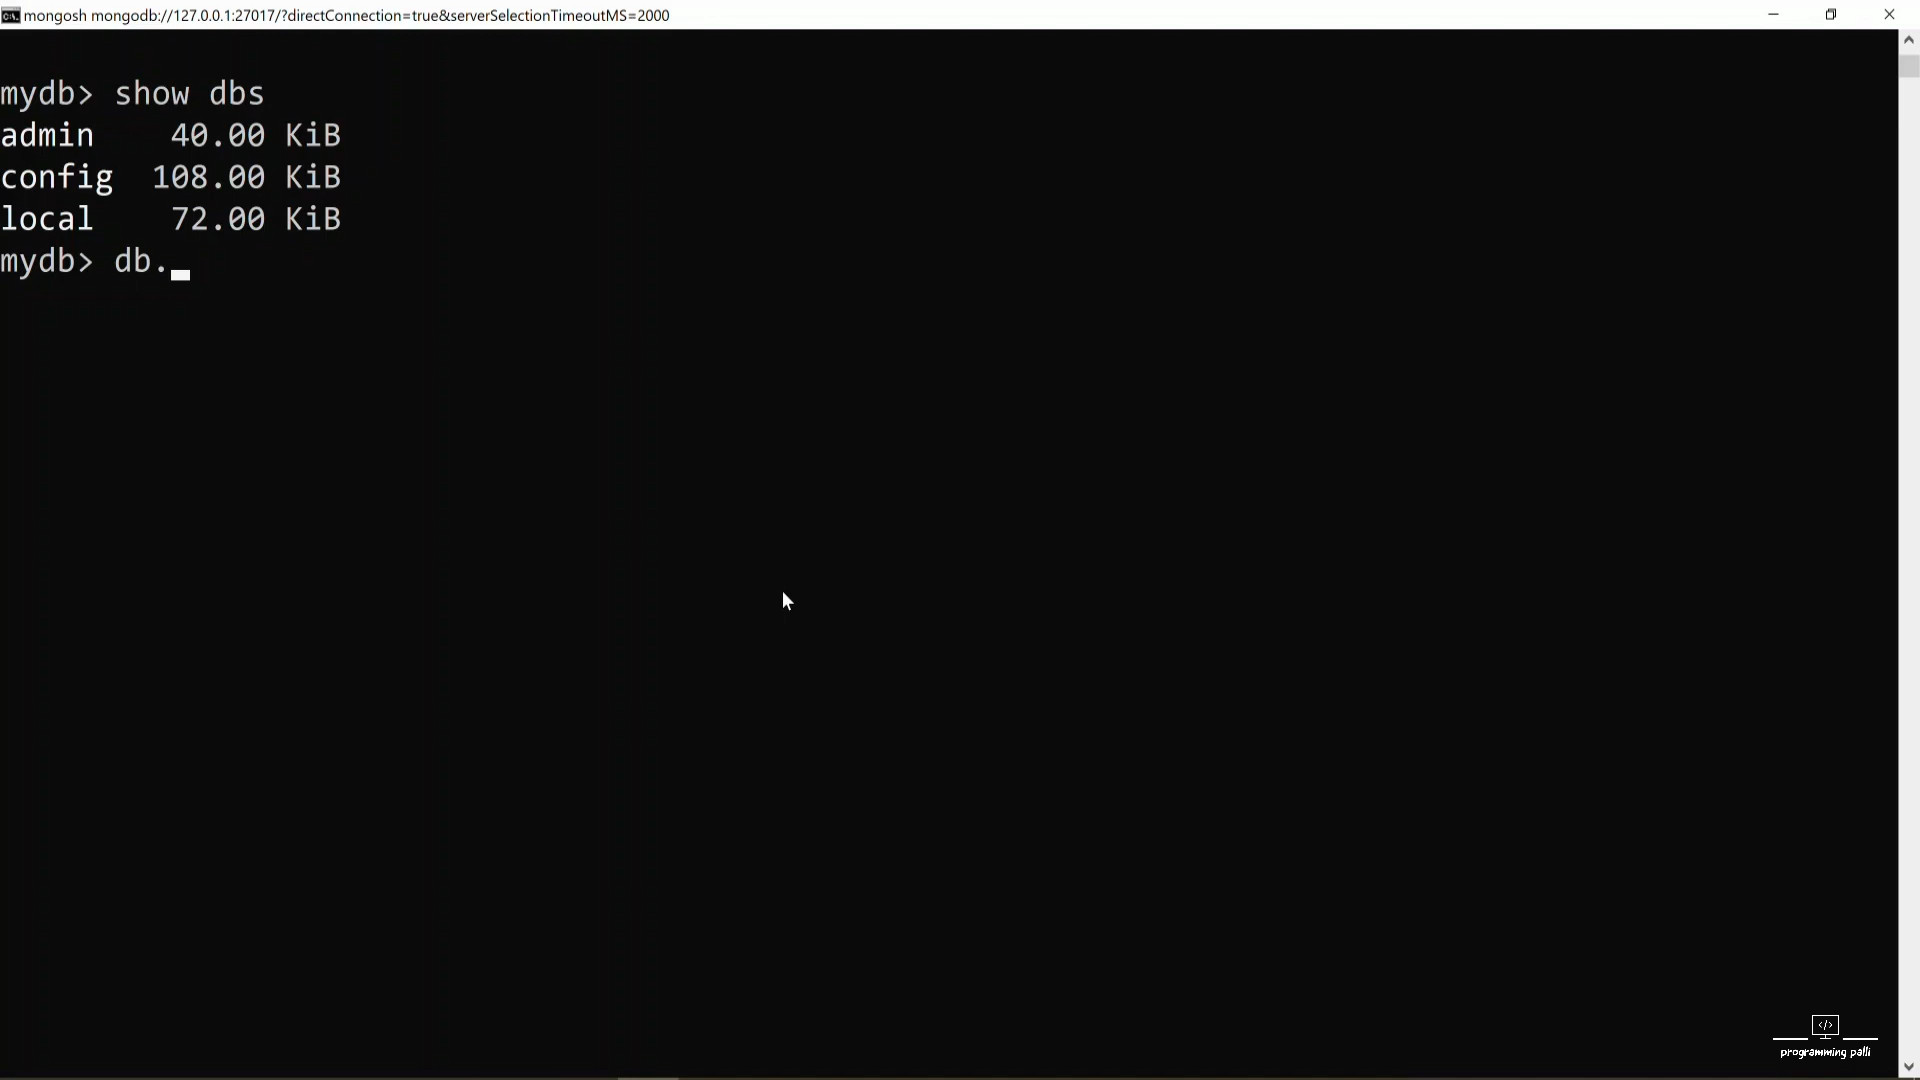 mongosh mongodb://127.0.0.1:27017/?directConnection=true&serverSelectionTimeoutMS=2000
mydb> show dbs
admin    40.00 KiB
config  108.00 KiB
local    72.00 KiB
mydb> db.
</>
programming palli